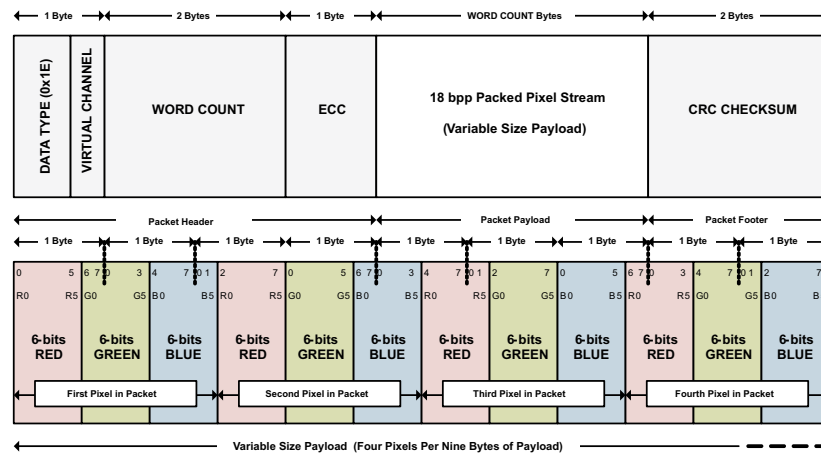 1 Byte 2 Bytes 1 Byte WORD COUNT Bytes 2 Bytes
DATA TYPE (0x1E)
VIRTUAL CHANNEL
WORD COUNT
ECC
18 bpp Packed Pixel Stream
(Variable Size Payload)
CRC CHECKSUM
Packet Header Packet Payload Packet Footer
1 Byte 1 Byte 1 Byte 1 Byte 1 Byte 1 Byte 1 Byte 1 Byte 1 Byte
0 5 6 7 0 3 4 7 0 1 2 7 0 5 6 7 0 3 4 7 0 1 2 7 0 5 6 7 0 3 4 7 0 1 2 7
R0 R5 G0 G5 B0 B5 R0 R5 G0 G5 B0 B5 R0 R5 G0 G5 B0 B5 R0 R5 G0 G5 B0 B
6-bits 6-bits 6-bits 6-bits 6-bits 6-bits 6-bits 6-bits 6-bits 6-bits 6-bits 6-bits
RED GREEN BLUE RED GREEN BLUE RED GREEN BLUE RED GREEN BLUE
First Pixel in Packet Second Pixel in Packet Third Pixel in Packet Fourth Pixel in Packet
Variable Size Payload (Four Pixels Per Nine Bytes of Payload)